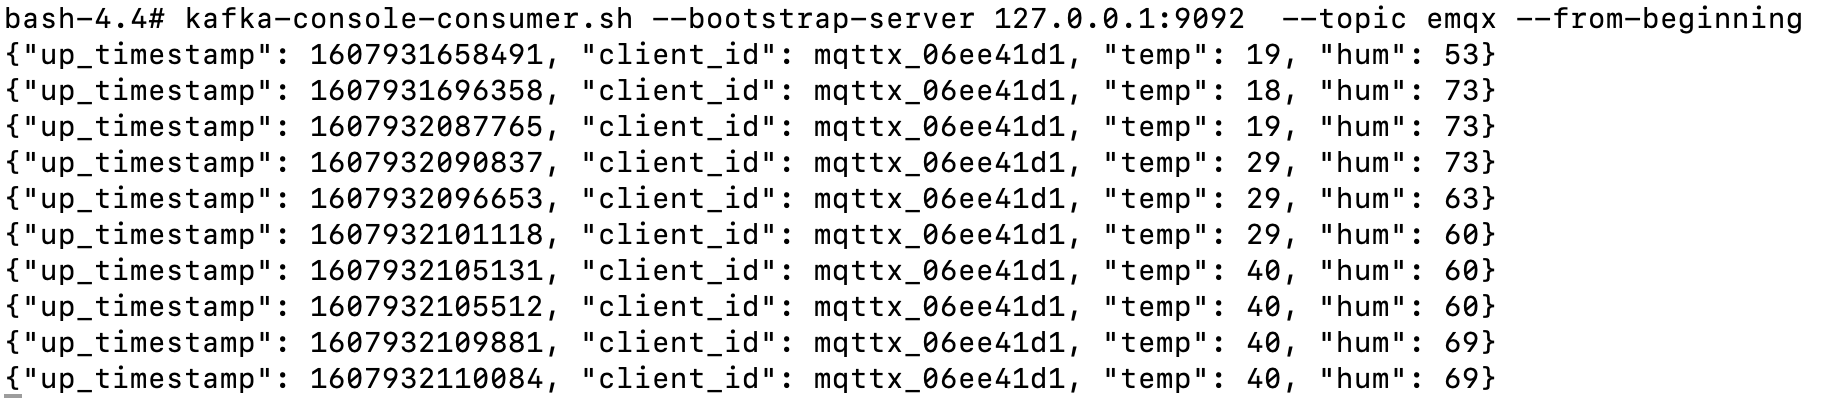 bash-4.4# kafka-console-consumer.sh --bootstrap-server 127.0.0.1:9092  --topic emqx --from-beginning
{"up_timestamp": 1607931658491, "client_id": mqttx_06ee41d1, "temp": 19, "hum": 53}
{"up_timestamp": 1607931696358, "client_id": mqttx_06ee41d1, "temp": 18, "hum": 73}
{"up_timestamp": 1607932087765, "client_id": mqttx_06ee41d1, "temp": 19, "hum": 73}
{"up_timestamp": 1607932090837, "client_id": mqttx_06ee41d1, "temp": 29, "hum": 73}
{"up_timestamp": 1607932096653, "client_id": mqttx_06ee41d1, "temp": 29, "hum": 63}
{"up_timestamp": 1607932101118, "client_id": mqttx_06ee41d1, "temp": 29, "hum": 60}
{"up_timestamp": 1607932105131, "client_id": mqttx_06ee41d1, "temp": 40, "hum": 60}
{"up_timestamp": 1607932105512, "client_id": mqttx_06ee41d1, "temp": 40, "hum": 60}
{"up_timestamp": 1607932109881, "client_id": mqttx_06ee41d1, "temp": 40, "hum": 69}
{"up_timestamp": 1607932110084, "client_id": mqttx_06ee41d1, "temp": 40, "hum": 69}